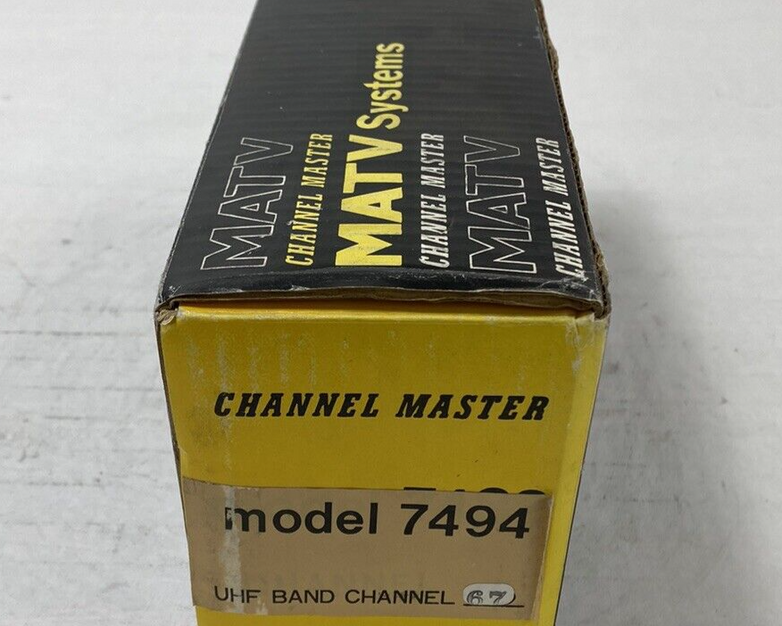 MATV
CHANNEL MASTER
MATV Systems
CHANNEL MASTER
MATV
CHANNEL MASTER
CHANNEL MASTER
model 7494
UHF BAND CHANNEL 67